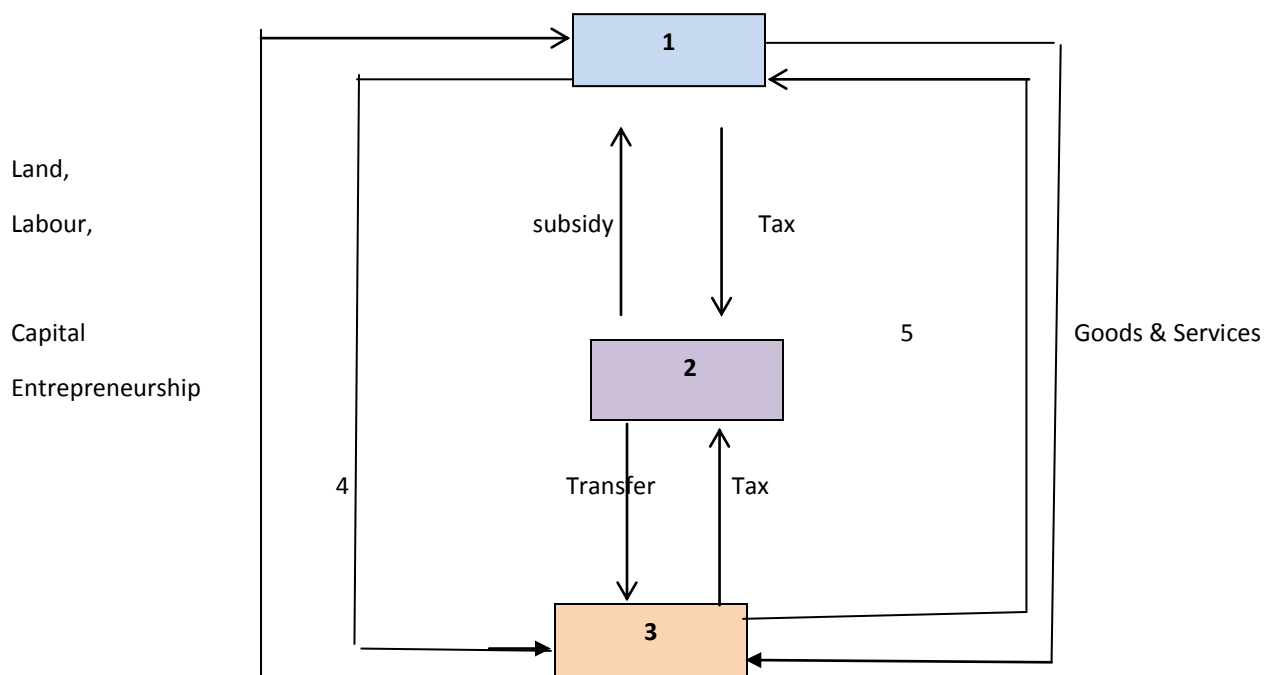 1
Land,
Labour,
subsidy
Tax
Capital
5
Goods & Services
2
Entrepreneurship
4
Transfer
Tax
3